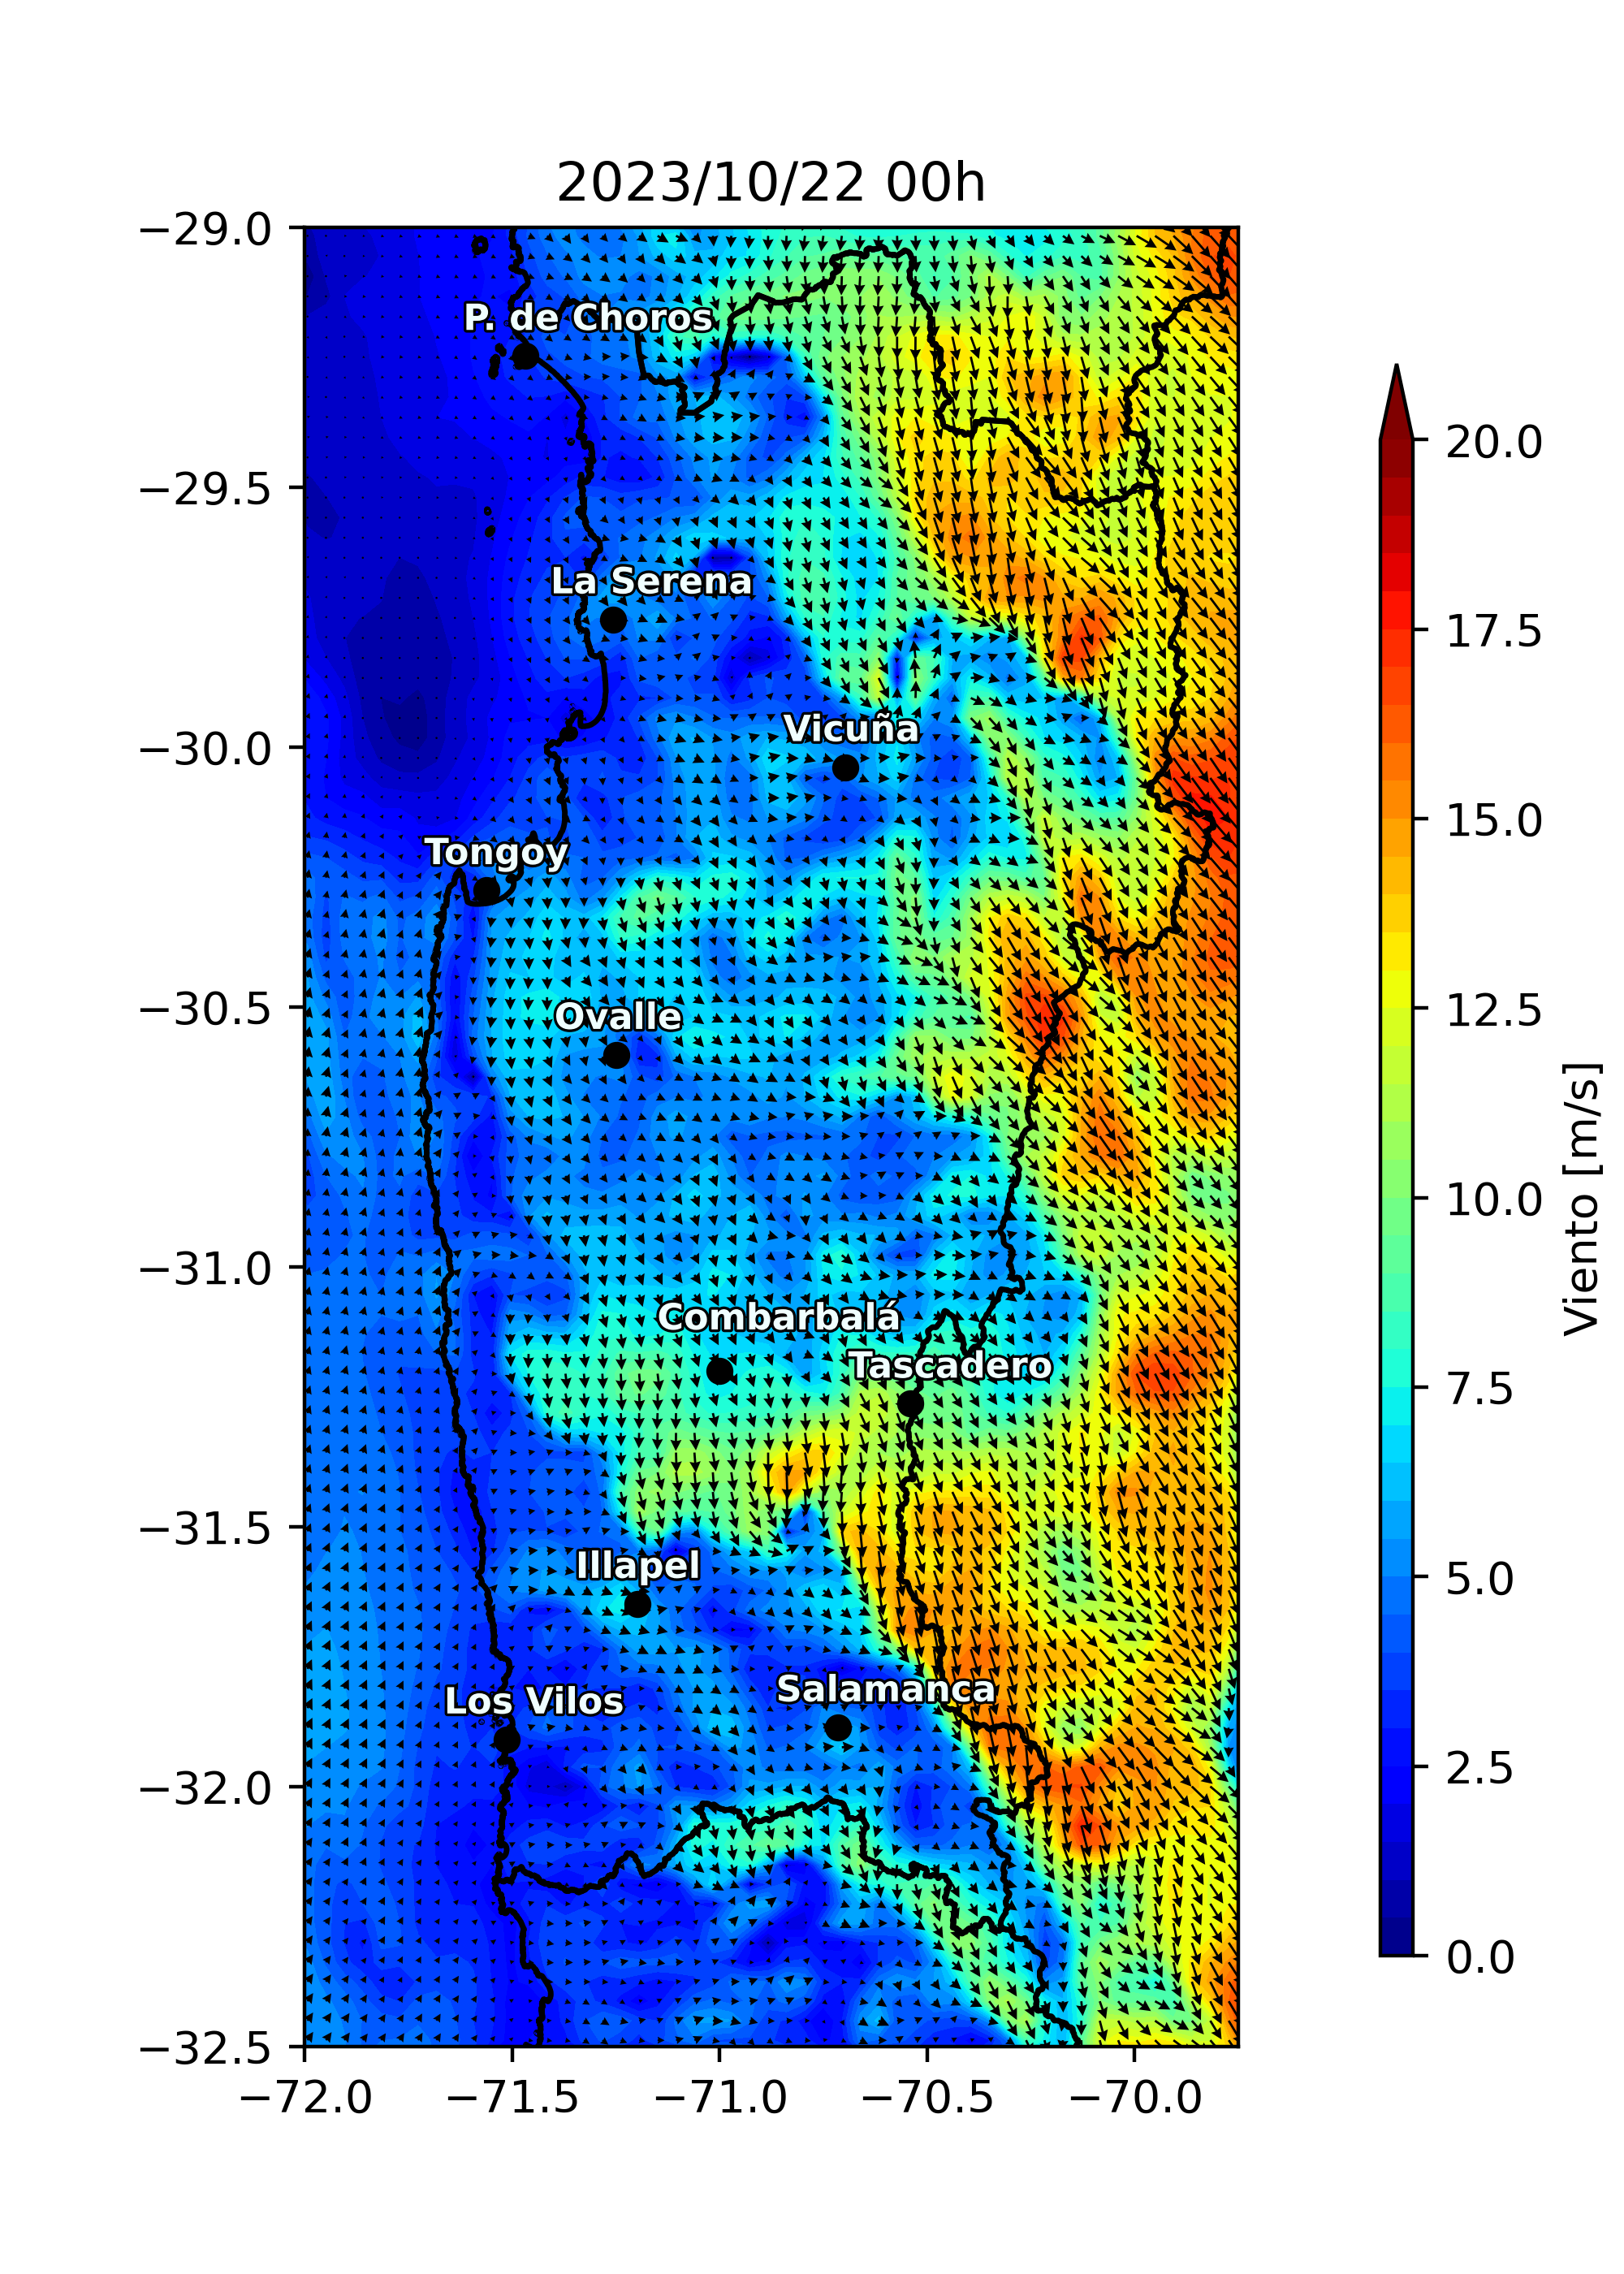 2023/10/22 00h
−29.0
−29.5
−30.0
−30.5
−31.0
−31.5
−32.0
−32.5
−72.0
−71.5
−71.0
−70.5
−70.0
P. de Choros
La Serena
Vicuña
Tongoy
Ovalle
Combarbalá
Tascadero
Illapel
Salamanca
Los Vilos
20.0
17.5
15.0
12.5
10.0
7.5
5.0
2.5
0.0
Viento [m/s]